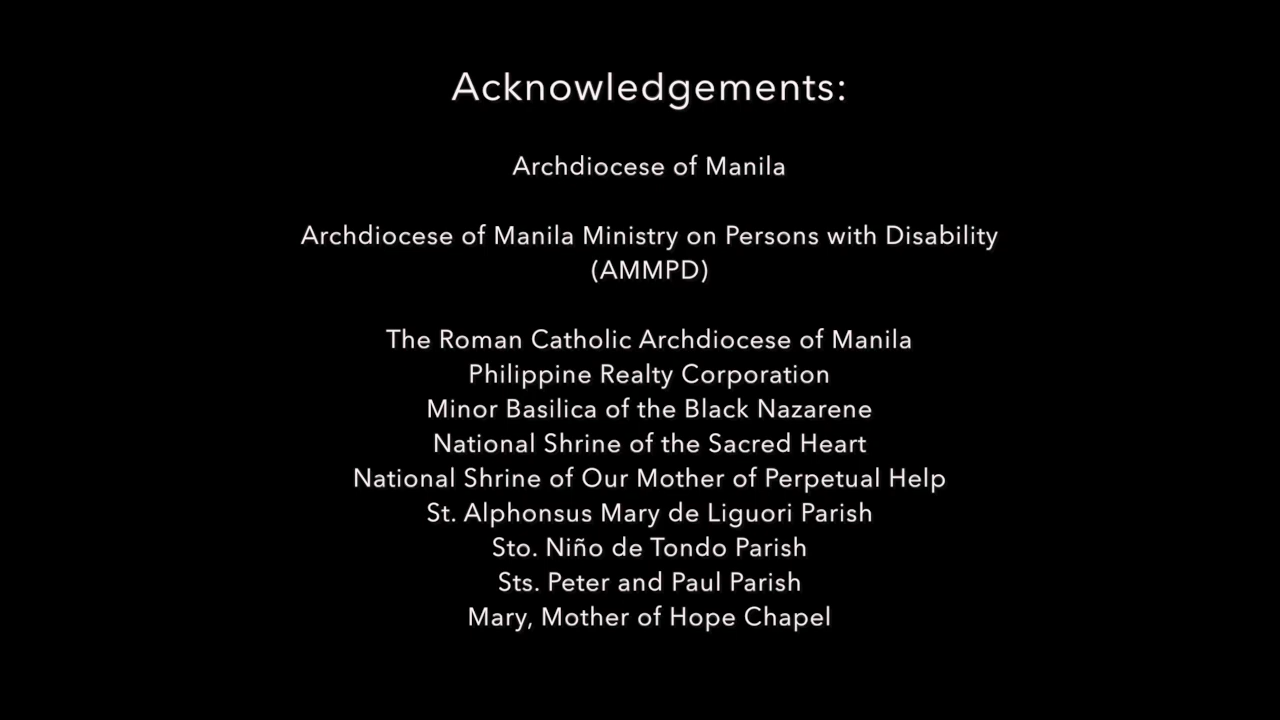 Acknowledgements:
Archdiocese of Manila
Archdiocese of Manila Ministry on Persons with Disability
(AMMPD)
The Roman Catholic Archdiocese of Manila
Philippine Realty Corporation
Minor Basilica of the Black Nazarene
National Shrine of the Sacred Heart
National Shrine of Our Mother of Perpetual Help
St. Alphonsus Mary de Liguori Parish
Sto. Niño de Tondo Parish
Sts. Peter and Paul Parish
Mary, Mother of Hope Chapel